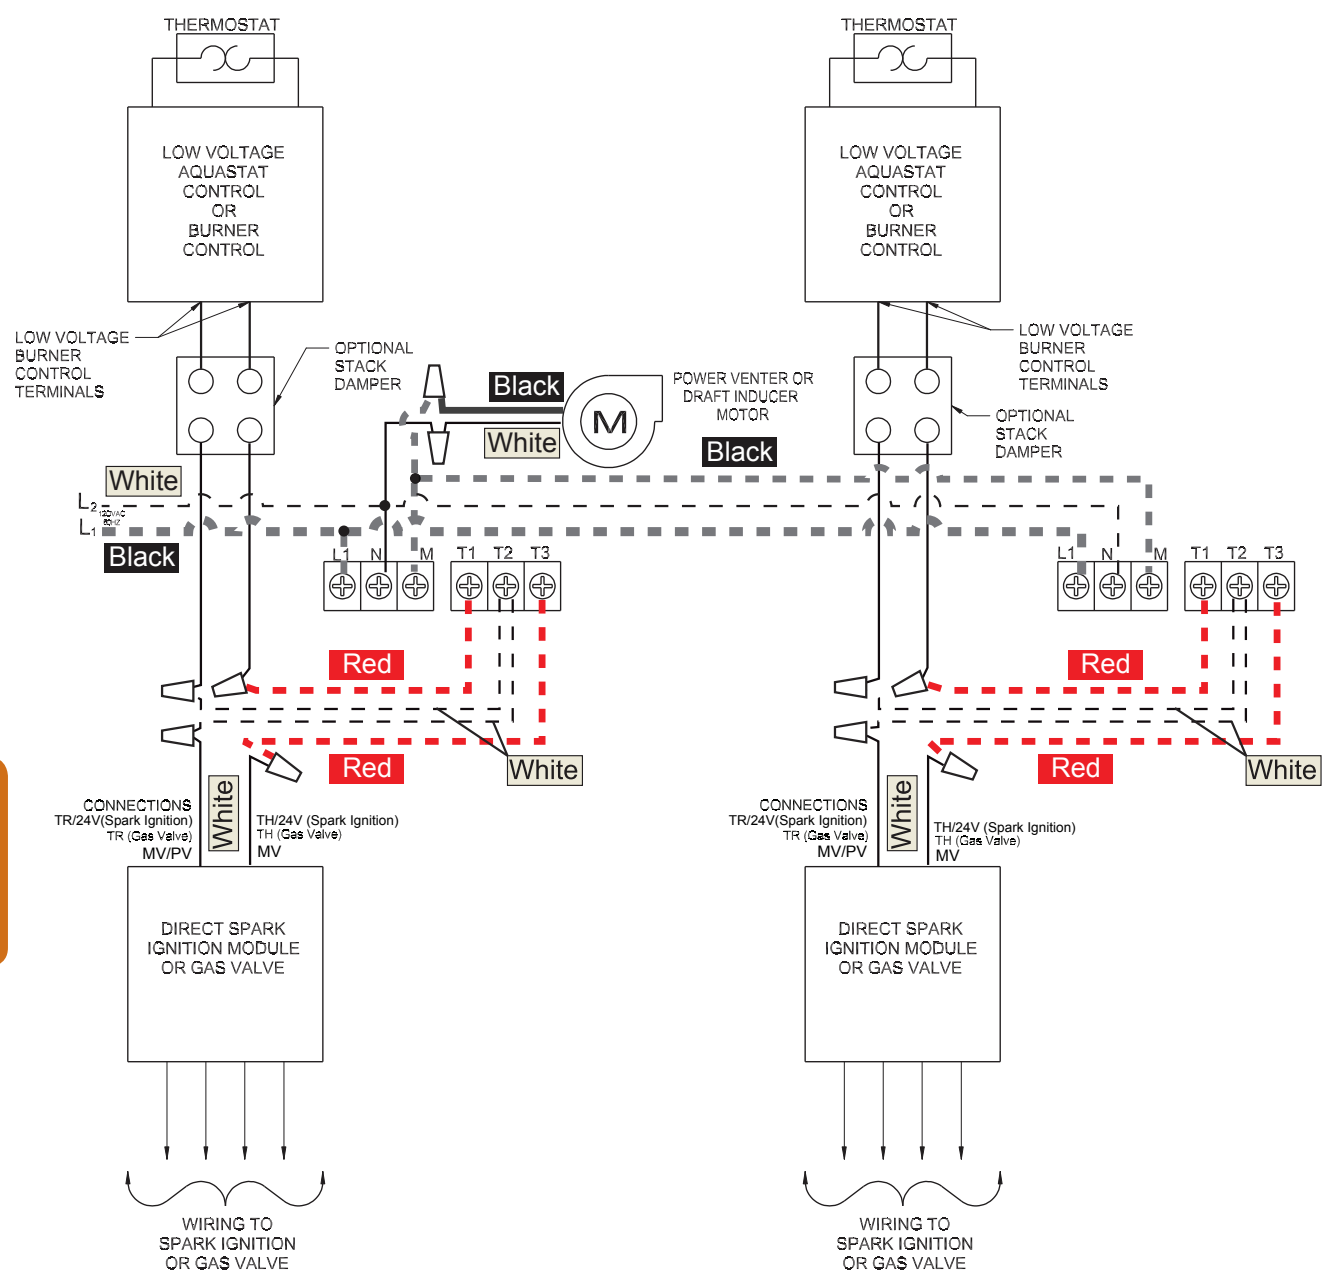 THERMOSTAT
LOW VOLTAGE
AQUASTAT
CONTROL
OR
BURNER
CONTROL
LOW VOLTAGE
BURNER
CONTROL
TERMINALS
OPTIONAL
STACK
DAMPER
Black
White
M
POWER VENTER OR
DRAFT INDUCER
MOTOR
Black
THERMOSTAT
LOW VOLTAGE
AQUASTAT
CONTROL
OR
BURNER
CONTROL
LOW VOLTAGE
BURNER
CONTROL
TERMINALS
OPTIONAL
STACK
DAMPER
White
L2
120VAC
60HZ
L1
Black
L1 N M T1 T2 T3
L1 N M T1 T2 T3
Red
Red
White
White
CONNECTIONS
TR/24V(Spark Ignition)
TR (Gas Valve)
MV/PV
TH/24V (Spark Ignition)
TH (Gas Valve)
MV
DIRECT SPARK
IGNITION MODULE
OR GAS VALVE
WIRING TO
SPARK IGNITION
OR GAS VALVE
Red
Red
White
White
CONNECTIONS
TR/24V(Spark Ignition)
TR (Gas Valve)
MV/PV
TH/24V (Spark Ignition)
TH (Gas Valve)
MV
DIRECT SPARK
IGNITION MODULE
OR GAS VALVE
WIRING TO
SPARK IGNITION
OR GAS VALVE